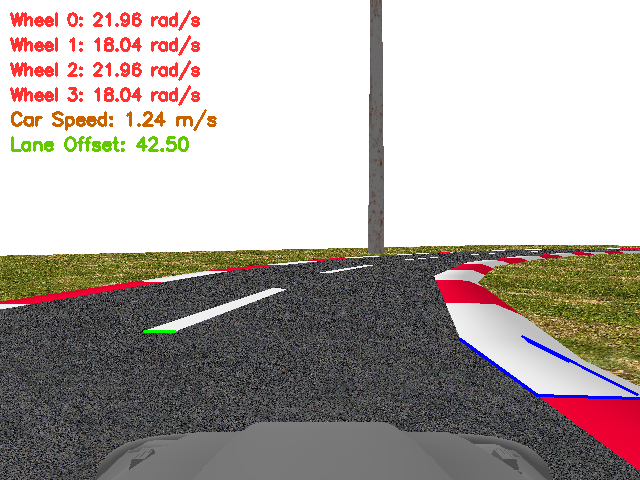 Wheel 0: 21.96 rad/s
Wheel 1: 18.04 rad/s
Wheel 2: 21.96 rad/s
Wheel 3: 18.04 rad/s
Car Speed: 1.24 m/s
Lane Offset: 42.50